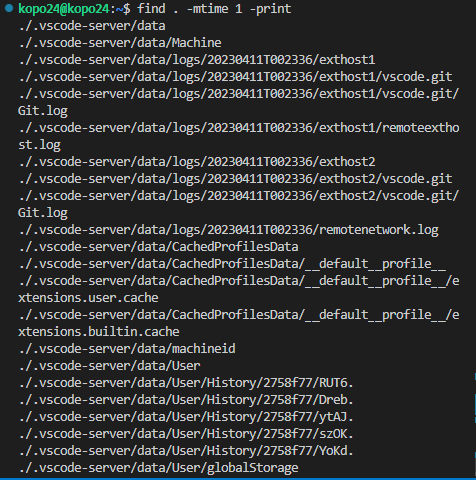 kopo24@kopo24:~$ find . -mtime 1 -print
./.vscode-server/data
./.vscode-server/data/Machine
./.vscode-server/data/logs/20230411T002336/exthost1
./.vscode-server/data/logs/20230411T002336/exthost1/vscode.git
./.vscode-server/data/logs/20230411T002336/exthost1/vscode.git/
Git.log
./.vscode-server/data/logs/20230411T002336/exthost1/remoteextho
st.log
./.vscode-server/data/logs/20230411T002336/exthost2
./.vscode-server/data/logs/20230411T002336/exthost2/vscode.git
./.vscode-server/data/logs/20230411T002336/exthost2/vscode.git/
Git.log
./.vscode-server/data/logs/20230411T002336/remotenetwork.log
./.vscode-server/data/CachedProfilesData
./.vscode-server/data/CachedProfilesData/__default__profile__
./.vscode-server/data/CachedProfilesData/__default__profile__/e
xtensions.user.cache
./.vscode-server/data/CachedProfilesData/__default__profile__/e
xtensions.builtin.cache
./.vscode-server/data/machineid
./.vscode-server/data/User
./.vscode-server/data/User/History/2758f77/RUT6.
./.vscode-server/data/User/History/2758f77/Dreb.
./.vscode-server/data/User/History/2758f77/ytAJ.
./.vscode-server/data/User/History/2758f77/szOK.
./.vscode-server/data/User/History/2758f77/YoKd.
./.vscode-server/data/User/globalStorage